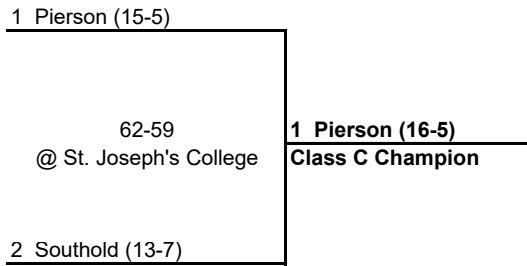 1 Pierson (15-5)
62-59
1 Pierson (16-5)
@ St. Joseph's College
Class C Champion
2 Southold (13-7)